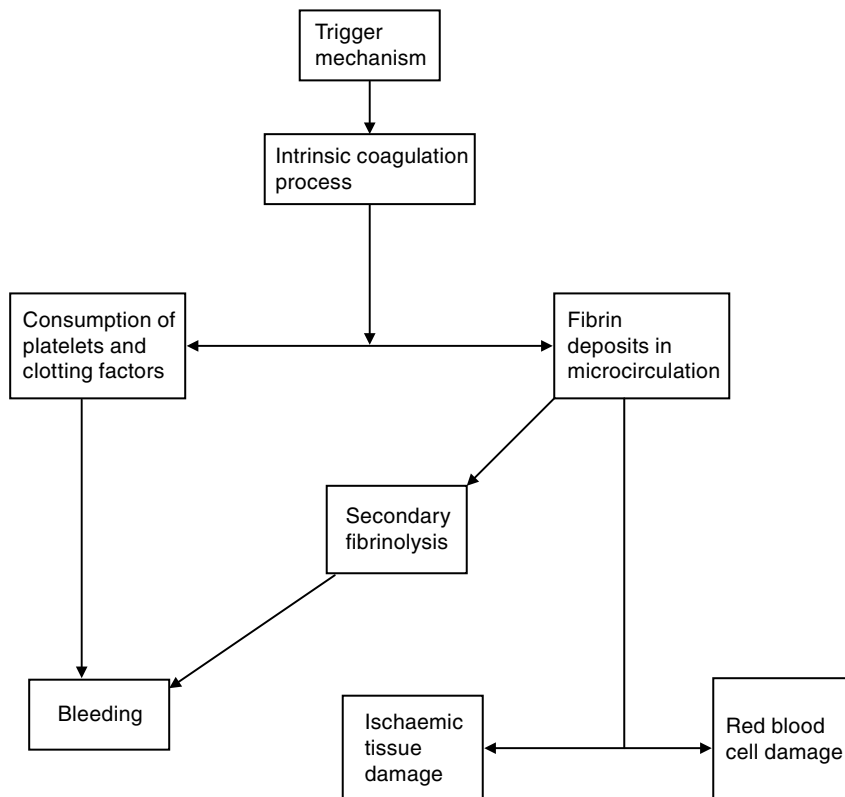 Trigger
mechanism
Intrinsic coagulation
process
Consumption of
platelets and
clotting factors
Fibrin
deposits in
microcirculation
Secondary
fibrinolysis
Bleeding
Ischaemic
tissue
damage
Red blood
cell damage